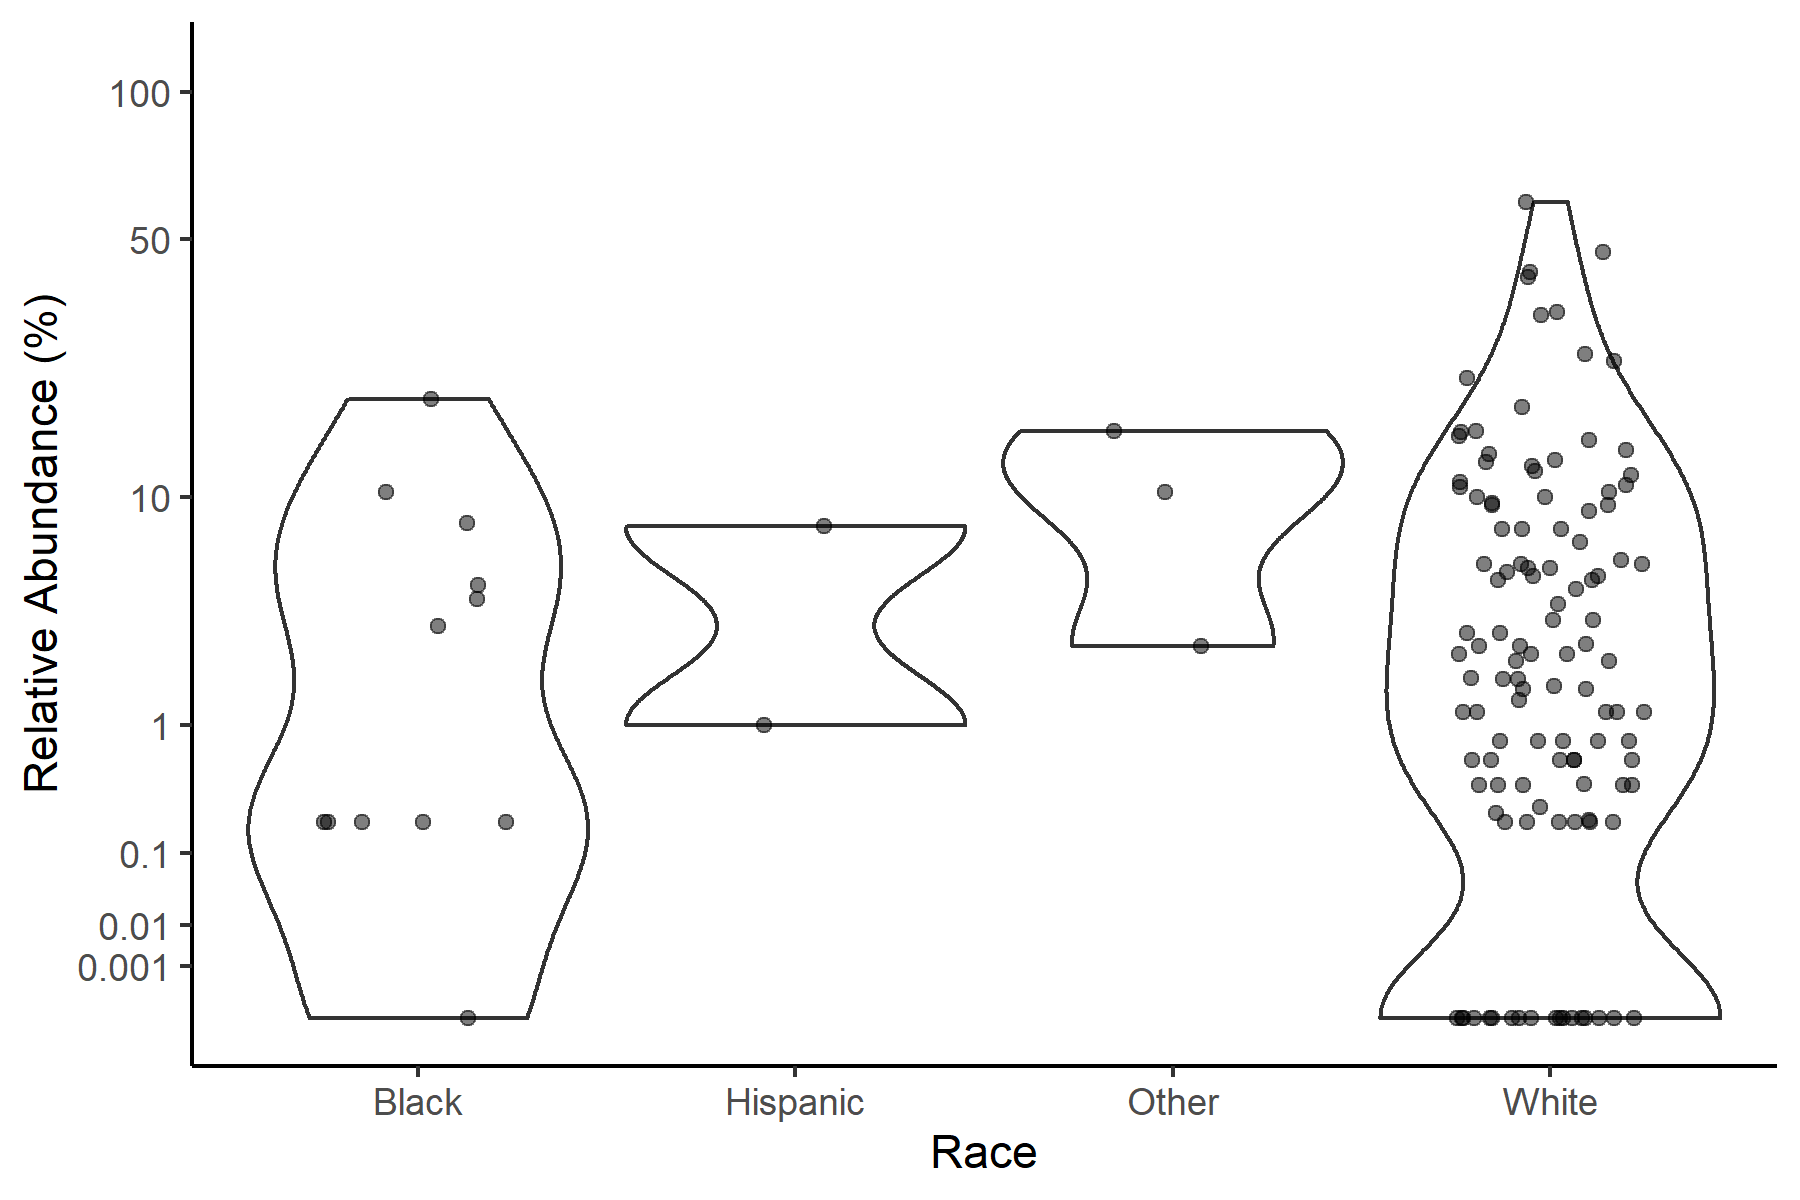 Relative Abundance (%)
100
50
10
1
0.1
0.01
0.001
Black Hispanic Other White
Race